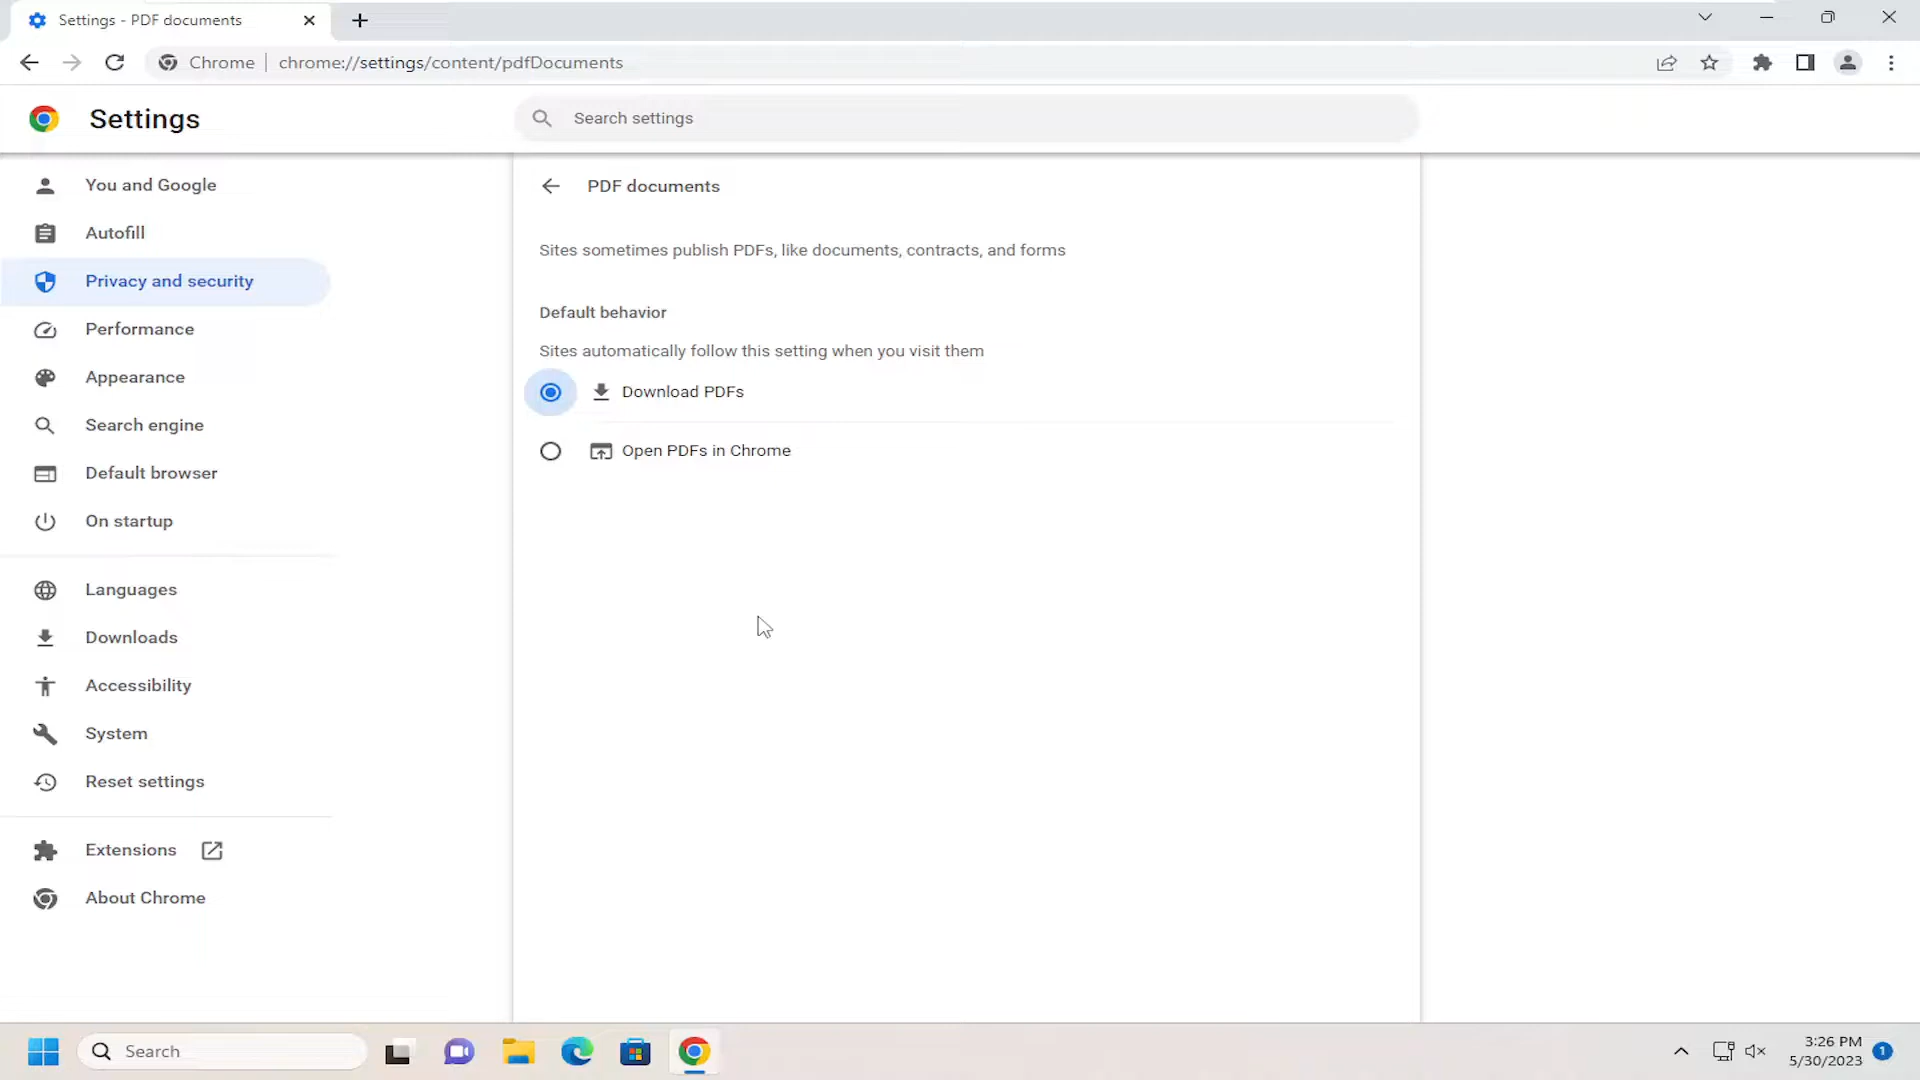 Settings - PDF documents
Chrome
chrome://settings/content/pdfDocuments
Settings
Search settings
You and Google
Autofill
Privacy and security
Performance
Appearance
Search engine
Default browser
On startup
Languages
Downloads
Accessibility
System
Reset settings
Extensions
About Chrome
PDF documents
Sites sometimes publish PDFs, like documents, contracts, and forms
Default behavior
Sites automatically follow this setting when you visit them
Download PDFs
Open PDFs in Chrome
Search
3:26 PM
5/30/2023
1